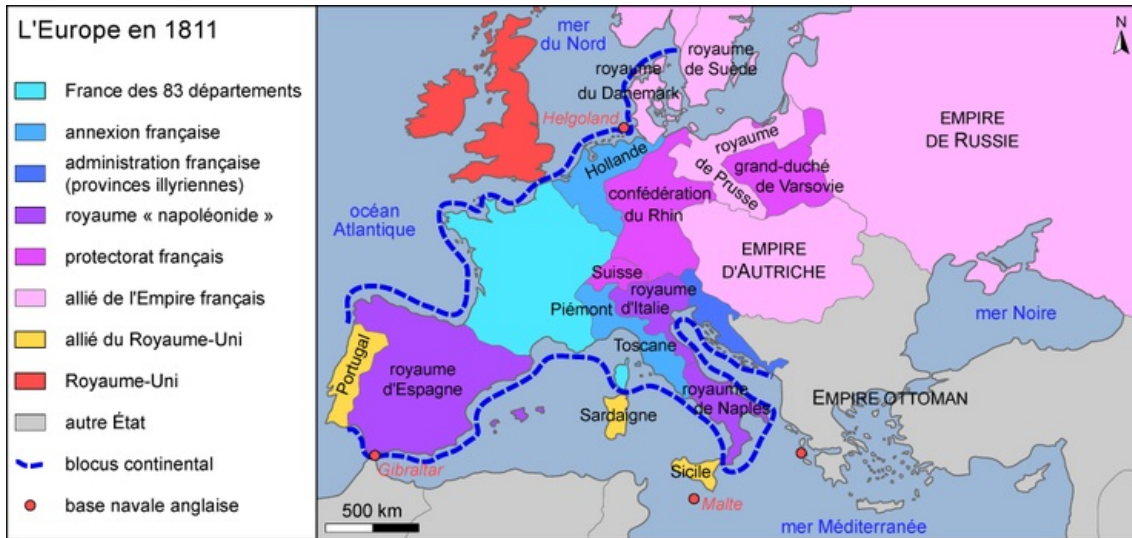 L'Europe en 1811
France des 83 départements
annexion française
administration française
(provinces illyriennes)
royaume « napoléonide »
protectorat français
allié de l'Empire français
allié du Royaume-Uni
Royaume-Uni
autre État
blocus continental
base navale anglaise
N
mer
du Nord
royaume
de Suède
royaume
du Danemark
Helgoland
EMPIRE
DE RUSSIE
Hollande
royaume
de Prusse
grand-duché
de Varsovie
confédération
du Rhin
océan
Atlantique
EMPIRE
D'AUTRICHE
Suisse
royaume
d'Italie
Piémont
mer Noire
Toscane
Portugal
royaume
d'Espagne
EMPIRE OTTOMAN
royaume
de Naples
Sardaigne
Gibraltar
Sicile
Malte
500 km
mer Méditerranée